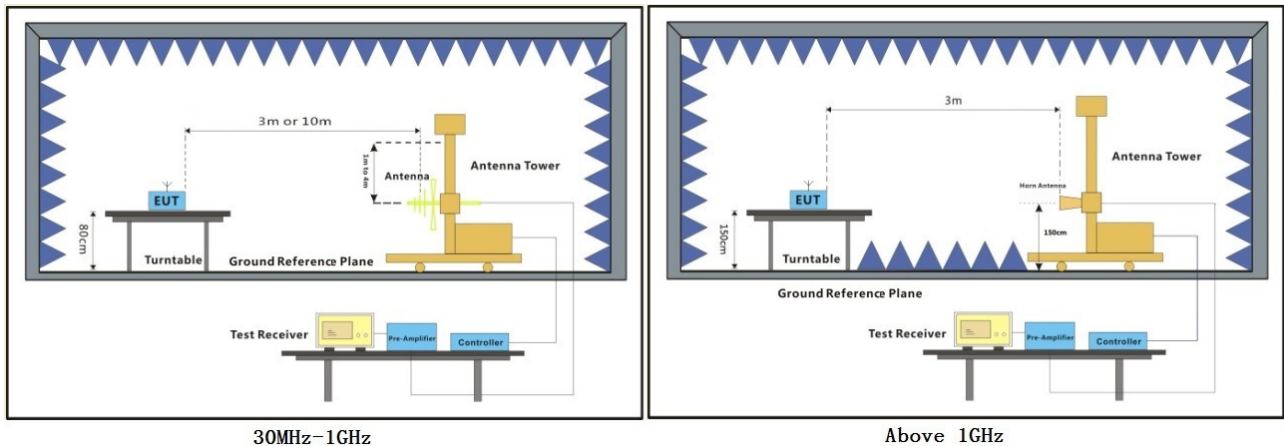 3m or 10m
1m to 4m
Antenna
Antenna Tower
EUT
80cm
Turntable
Ground Reference Plane
Test Receiver
Pre-Amplifier
Controller
30MHz-1GHz
3m
Antenna Tower
Horn Antenna
EUT
150cm
150cm
Turntable
Ground Reference Plane
Test Receiver
Pre-Amplifier
Controller
Above 1GHz